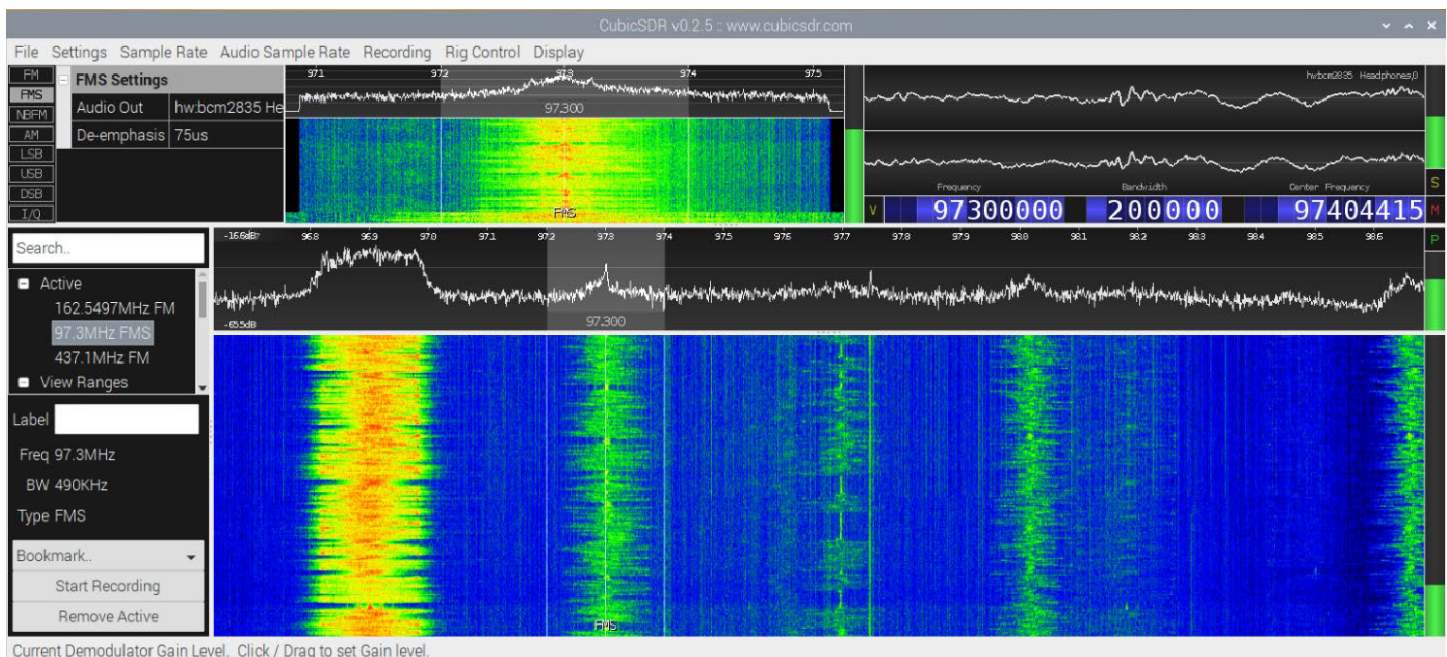 CubicSDR v0.2.5 :: www.cubicsdr.com
File Settings Sample Rate Audio Sample Rate Recording Rig Control Display
FM
FMS
NBFM
AM
LSB
USB
DSB
I/Q
FMS Settings
Audio Out hw:bcm2835 He
De-emphasis 75us
97.1 97.2 97.3 97.4 97.5
97.300
FMS
hw:bcm2835 Headphones,0
Frequency Bandwidth Center Frequency
V 97300000 200000 97404415
S
M
P
Search..
Active
162.5497MHz FM
97.3MHz FMS
437.1MHz FM
View Ranges
Label
Freq 97.3MHz
BW 490KHz
Type FMS
Bookmark..
Start Recording
Remove Active
-16.6dB 96.8 96.9 97.0 97.1 97.2 97.3 97.4 97.5 97.6 97.7 97.8 97.9 98.0 98.1 98.2 98.3 98.4 98.5 98.6
-65.5dB
97.300
FMS
Current Demodulator Gain Level. Click / Drag to set Gain level.